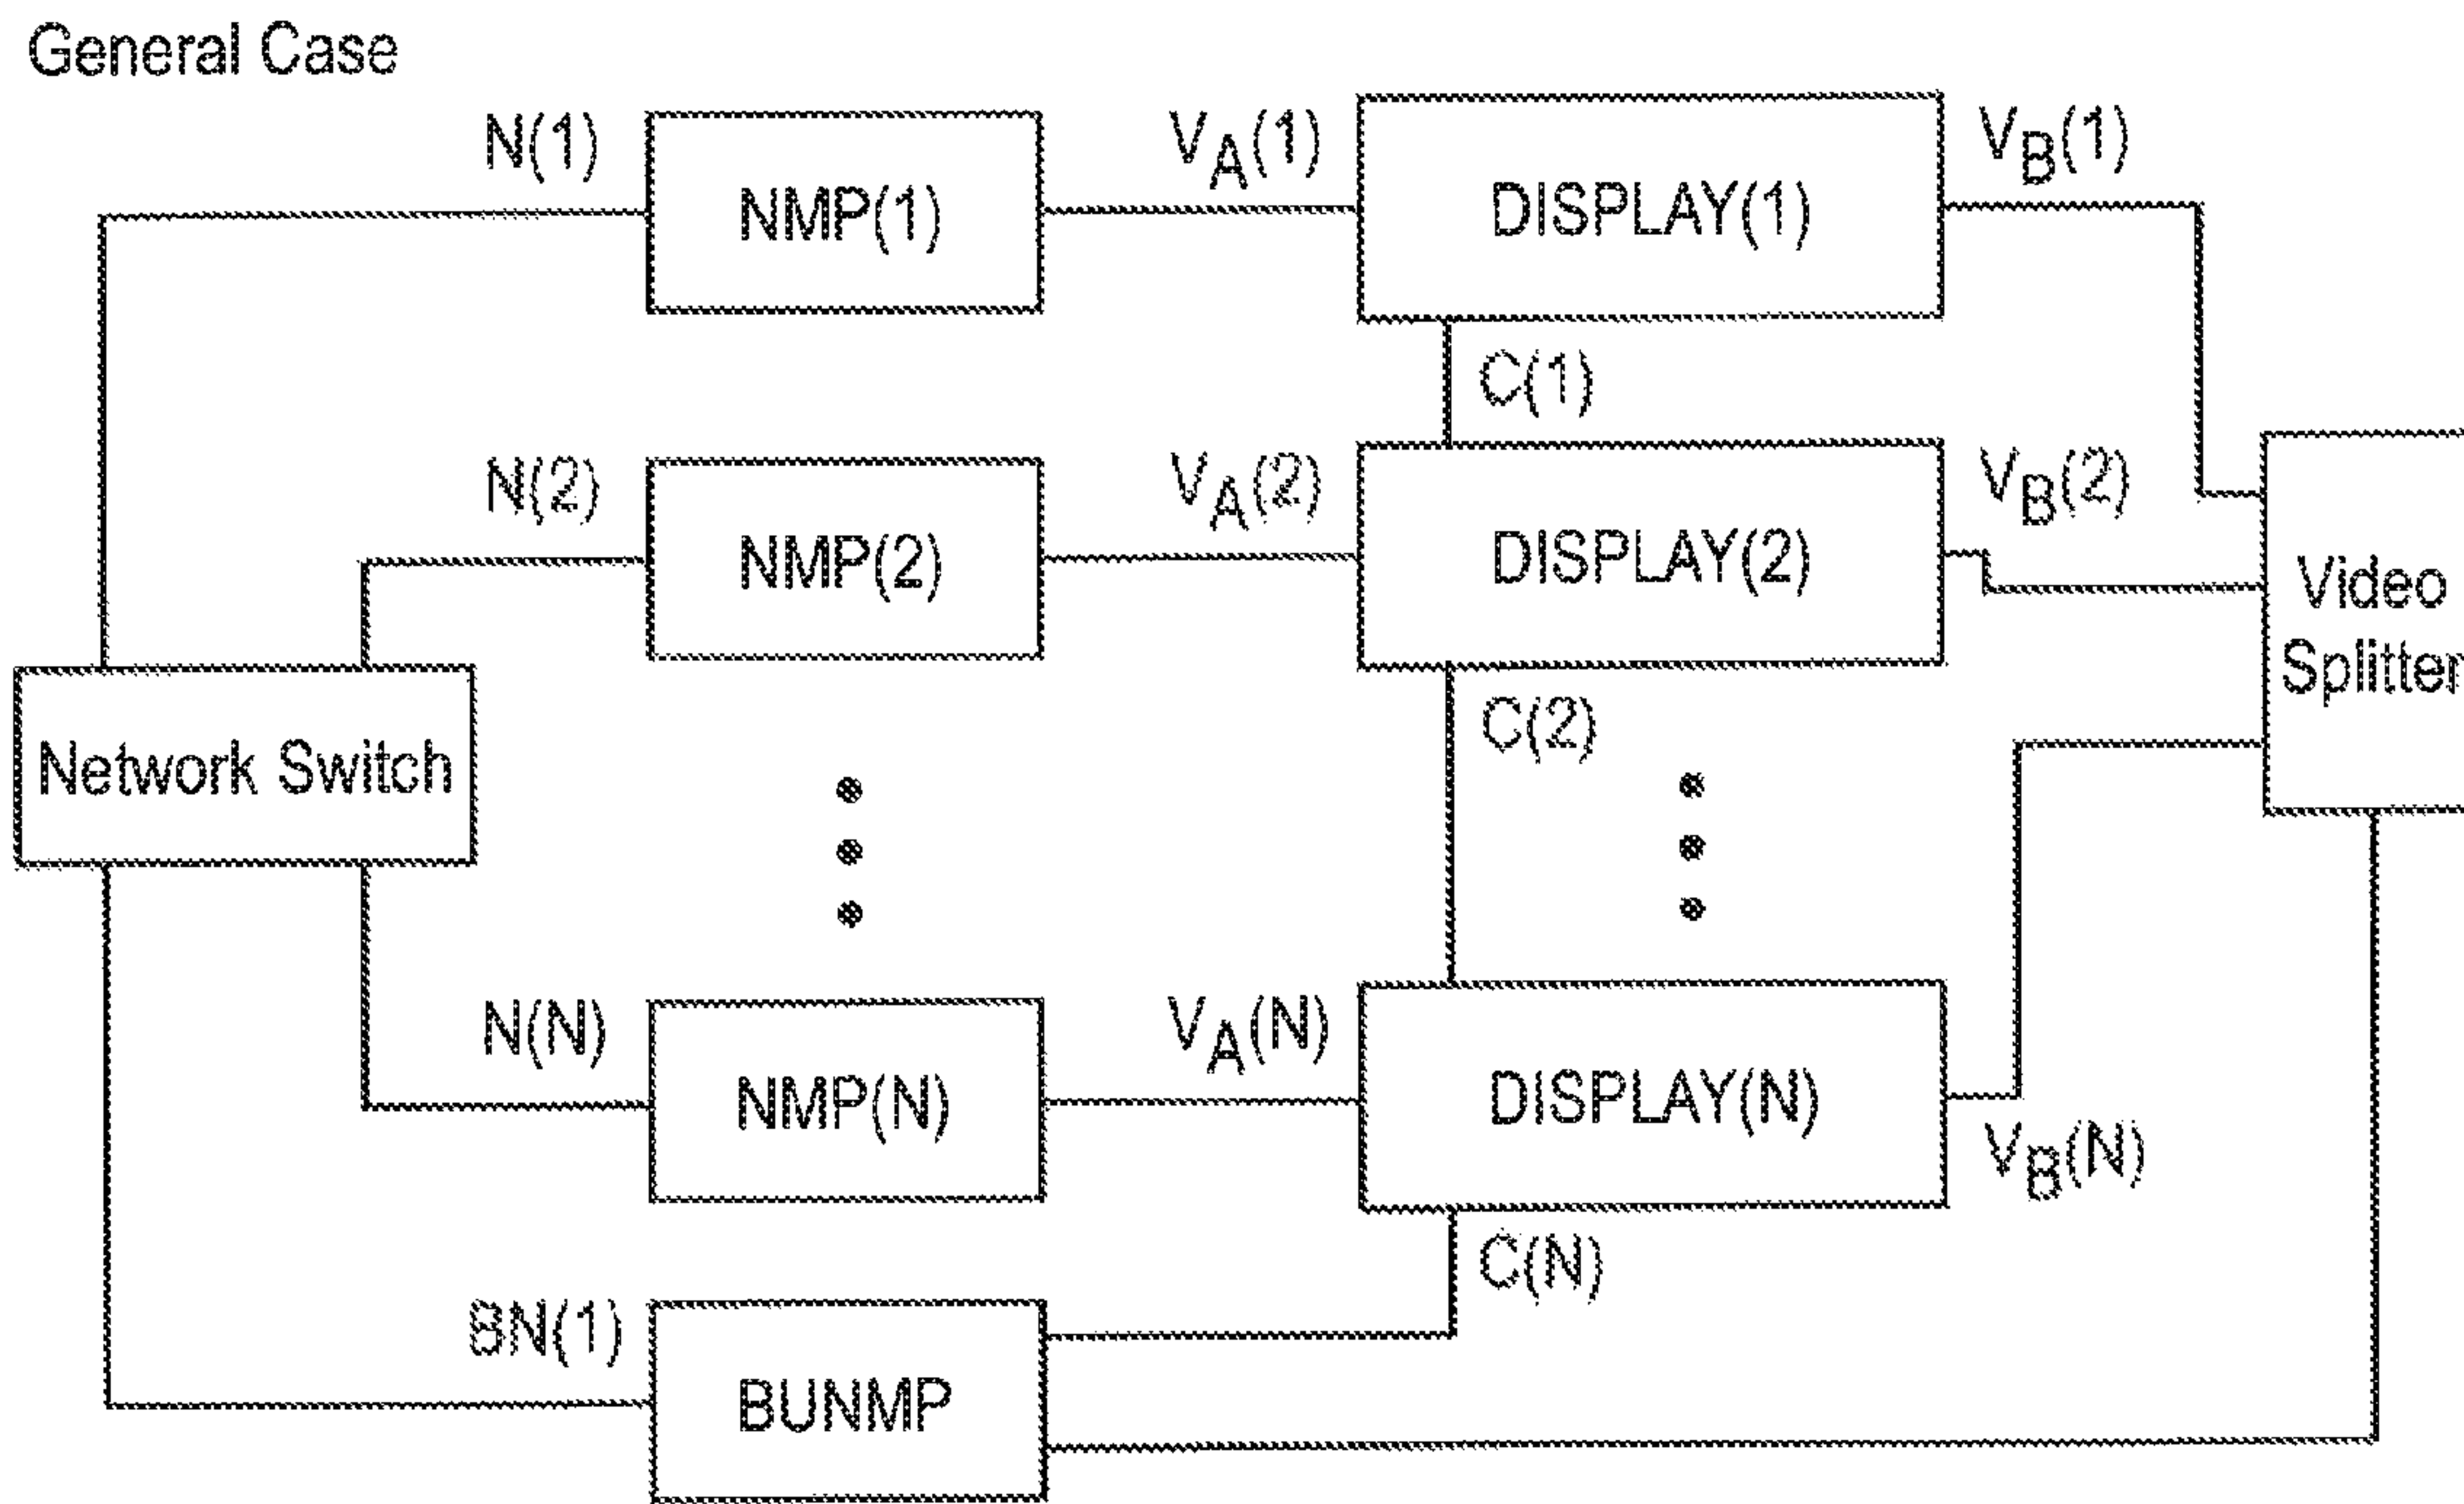 General Case
N(1)
NMP(1)
VA(1)
DISPLAY(1)
VB(1)
C(1)
N(2)
NMP(2)
VA(2)
DISPLAY(2)
VB(2)
Video
Splitter
Network Switch
C(2)
N(N)
NMP(N)
VA(N)
DISPLAY(N)
VB(N)
C(N)
BN(1)
BUNMP